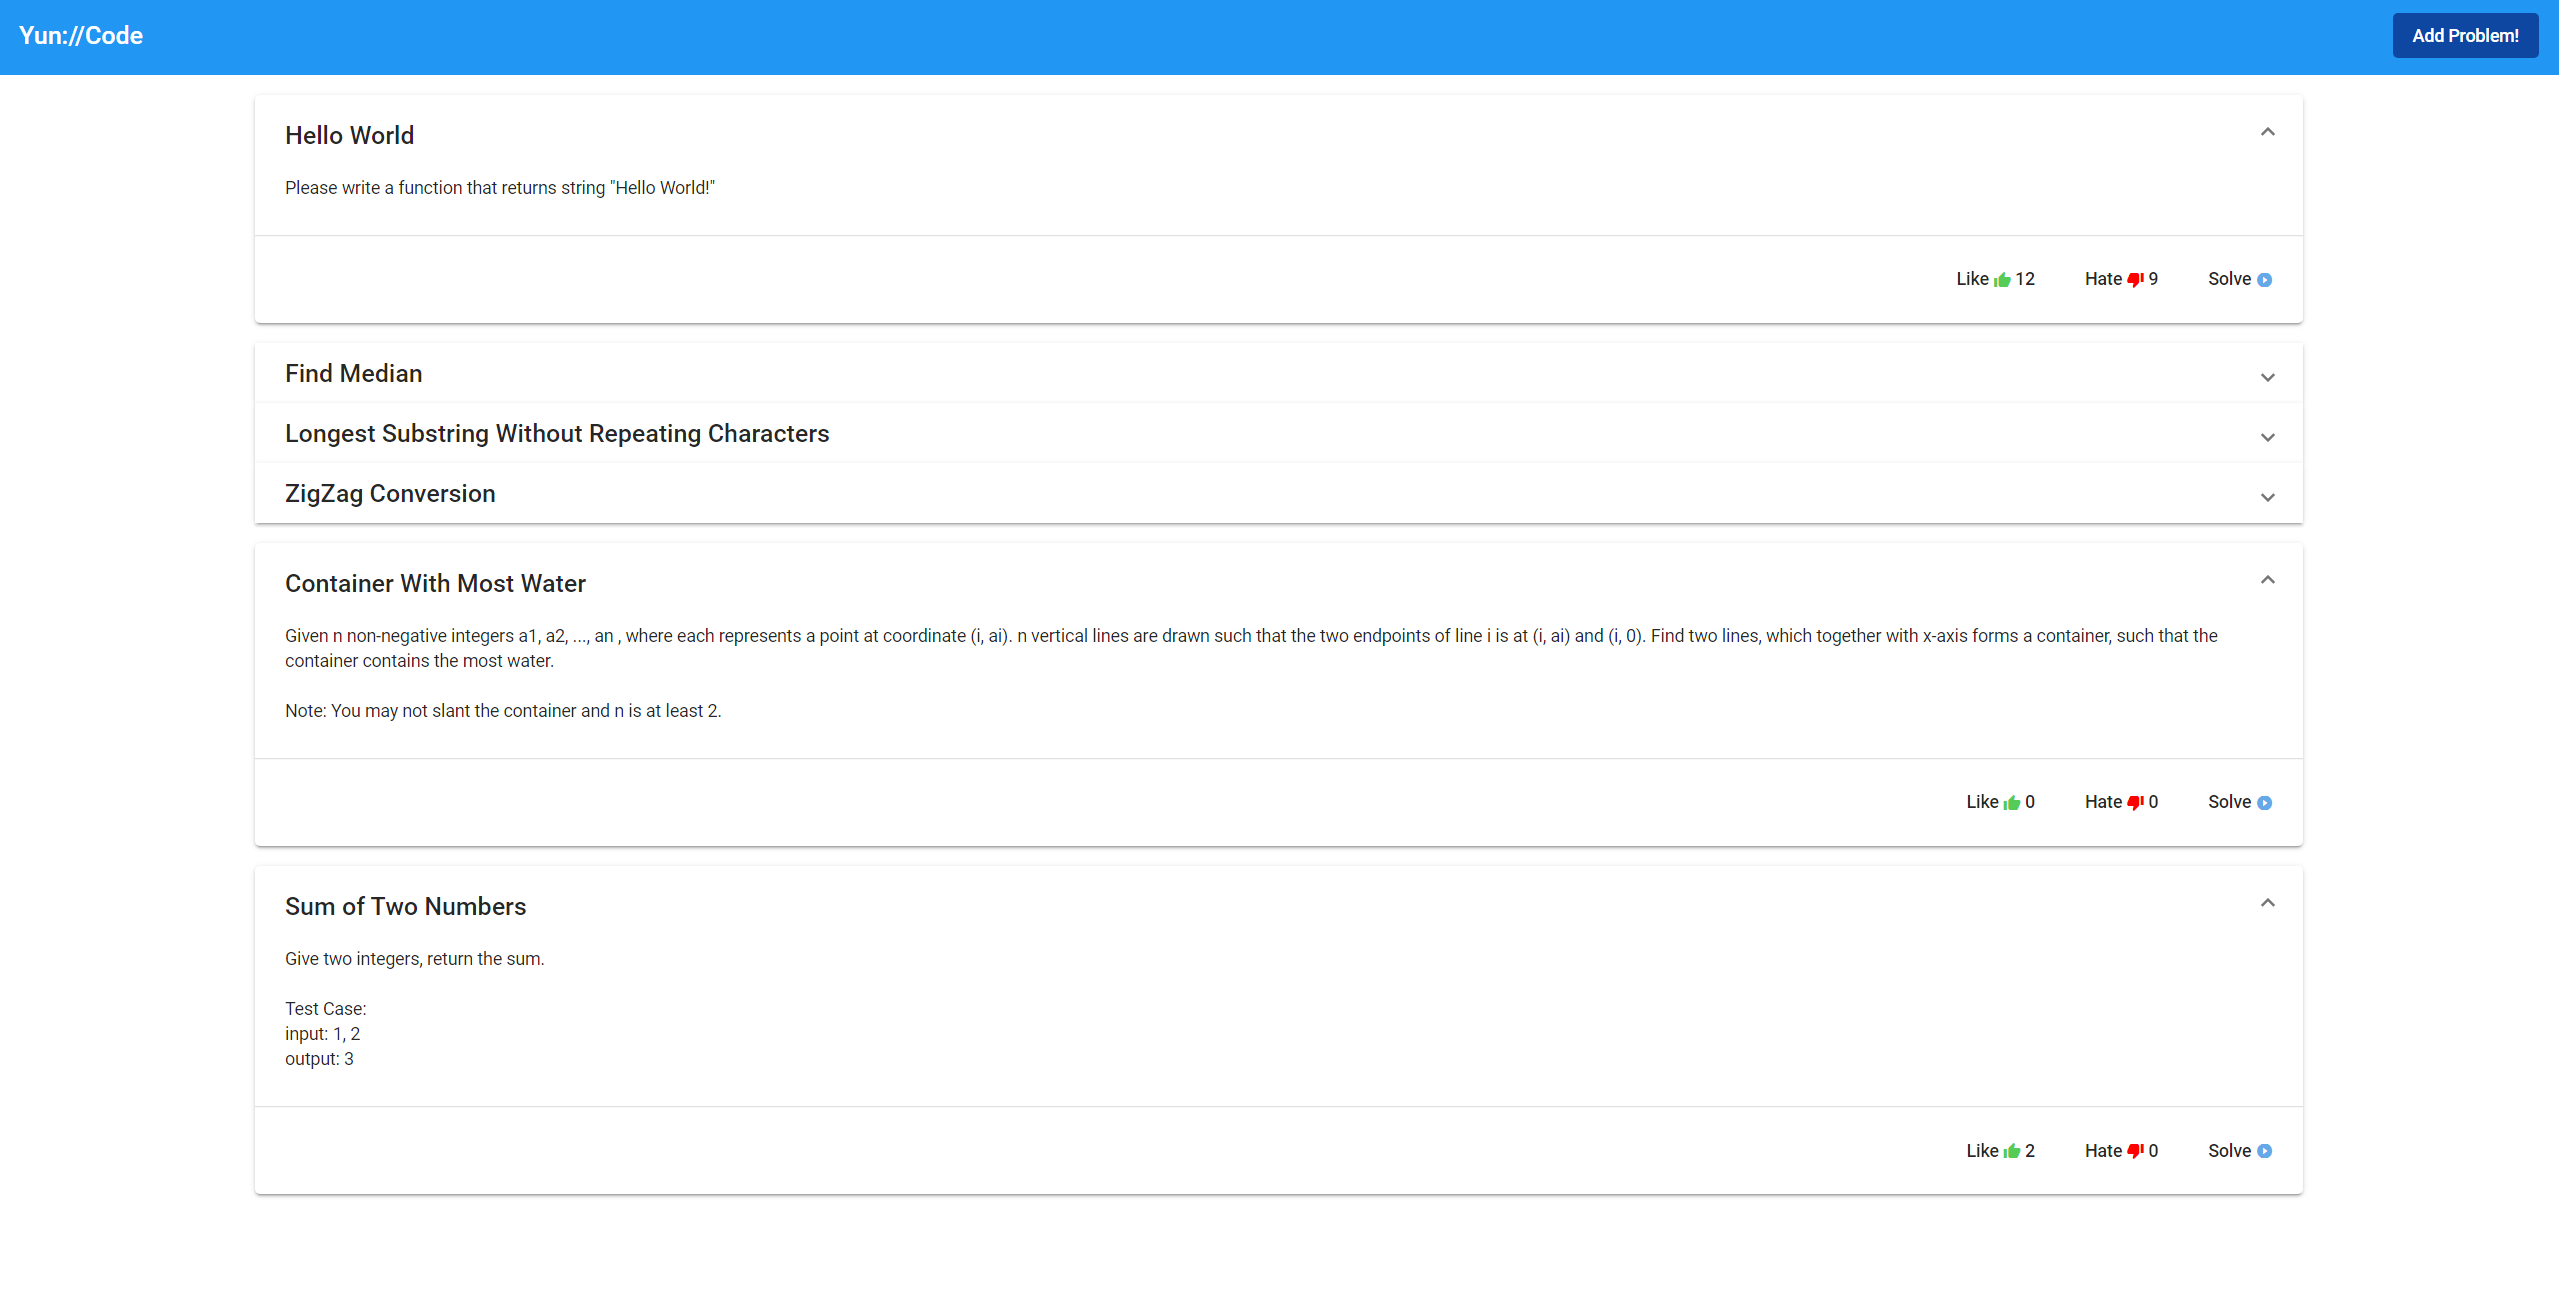 Yun://Code
Add Problem!
Hello World
Please write a function that returns string "Hello World!"
Like 12 Hate 9 Solve
Find Median
Longest Substring Without Repeating Characters
ZigZag Conversion
Container With Most Water
Given n non-negative integers a1, a2, ..., an , where each represents a point at coordinate (i, ai). n vertical lines are drawn such that the two endpoints of line i is at (i, ai) and (i, 0). Find two lines, which together with x-axis forms a container, such that the
container contains the most water.
Note: You may not slant the container and n is at least 2.
Like 0 Hate 0 Solve
Sum of Two Numbers
Give two integers, return the sum.
Test Case:
input: 1, 2
output: 3
Like 2 Hate 0 Solve